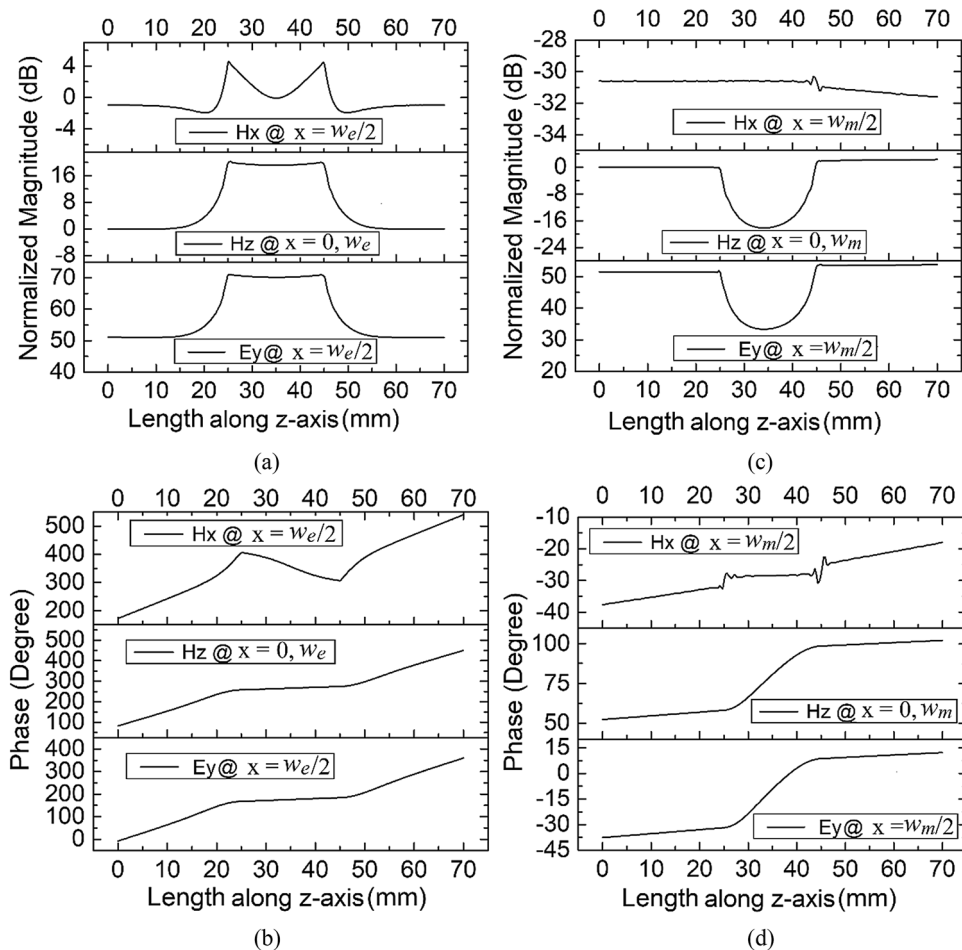 0 10 20 30 40 50 60 70
Normalized Magnitude (dB)
4
0
-4
Hx @ x = wₑ/2
16
8
0
-8
Hz @ x = 0, wₑ
70
60
50
40
Ey @ x = wₑ/2
0 10 20 30 40 50 60 70
Length along z-axis (mm)
(a)
0 10 20 30 40 50 60 70
Normalized Magnitude (dB)
-28
-30
-32
-34
Hx @ x = wₘ/2
0
-8
-16
-24
Hz @ x = 0, wₘ
50
40
30
20
Ey @ x = wₘ/2
0 10 20 30 40 50 60 70
Length along z-axis (mm)
(c)
0 10 20 30 40 50 60 70
Phase (Degree)
500
400
300
200
Hx @ x = wₑ/2
500
400
300
200
100
Hz @ x = 0, wₑ
400
300
200
100
0
Ey @ x = wₑ/2
0 10 20 30 40 50 60 70
Length along z-axis (mm)
(b)
0 10 20 30 40 50 60 70
Phase (Degree)
-10
-20
-30
-40
Hx @ x = wₘ/2
100
75
50
Hz @ x = 0, wₘ
15
0
-15
-30
-45
Ey @ x = wₘ/2
0 10 20 30 40 50 60 70
Length along z-axis (mm)
(d)